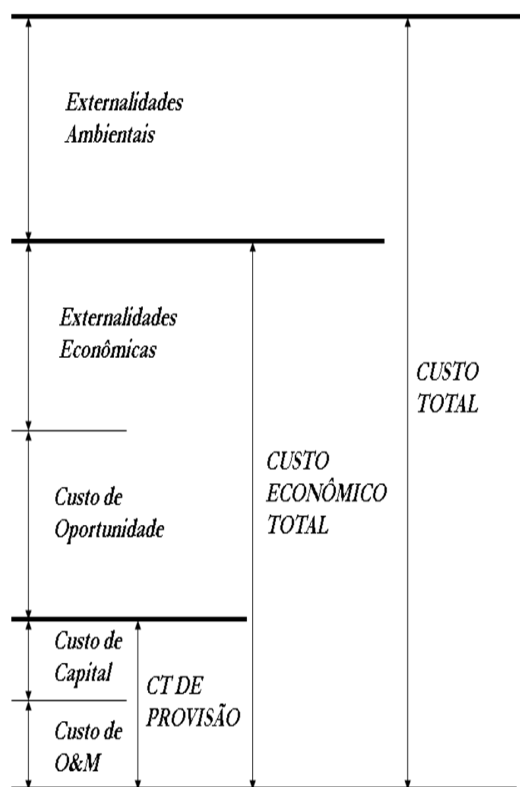 Externalidades
Ambientais
Externalidades
Econômicas
CUSTO
TOTAL
CUSTO
ECONÔMICO
TOTAL
Custo de
Oportunidade
Custo de
Capital
CT DE
PROVISÃO
Custo de
O&M